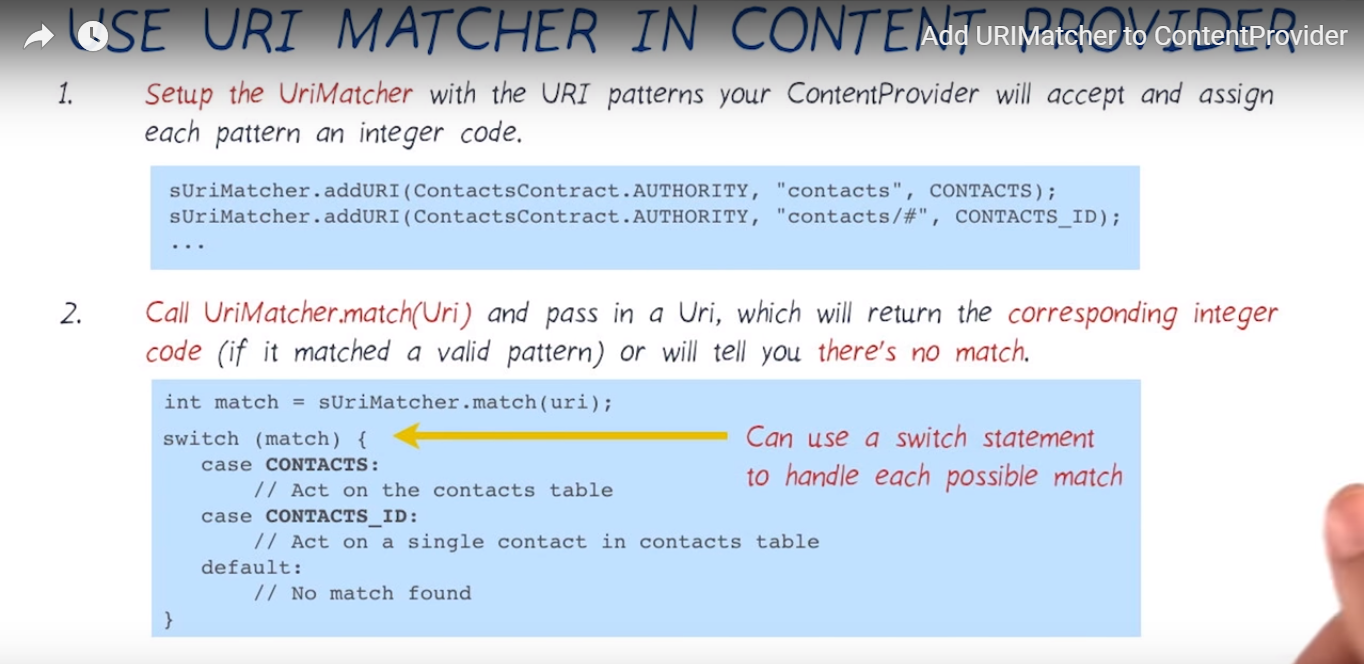 USE URI MATCHER IN CONTENT PROVIDER
Add URIMatcher to ContentProvider
1. Setup the UriMatcher with the URI patterns your ContentProvider will accept and assign
each pattern an integer code.
sUriMatcher.addURI(ContactsContract.AUTHORITY, "contacts", CONTACTS);
sUriMatcher.addURI(ContactsContract.AUTHORITY, "contacts/#", CONTACTS_ID);
...
2. Call UriMatcher.match(Uri) and pass in a Uri, which will return the corresponding integer
code (if it matched a valid pattern) or will tell you there's no match.
int match = sUriMatcher.match(uri);
switch (match) {
case CONTACTS:
// Act on the contacts table
case CONTACTS_ID:
// Act on a single contact in contacts table
default:
// No match found
}
Can use a switch statement
to handle each possible match